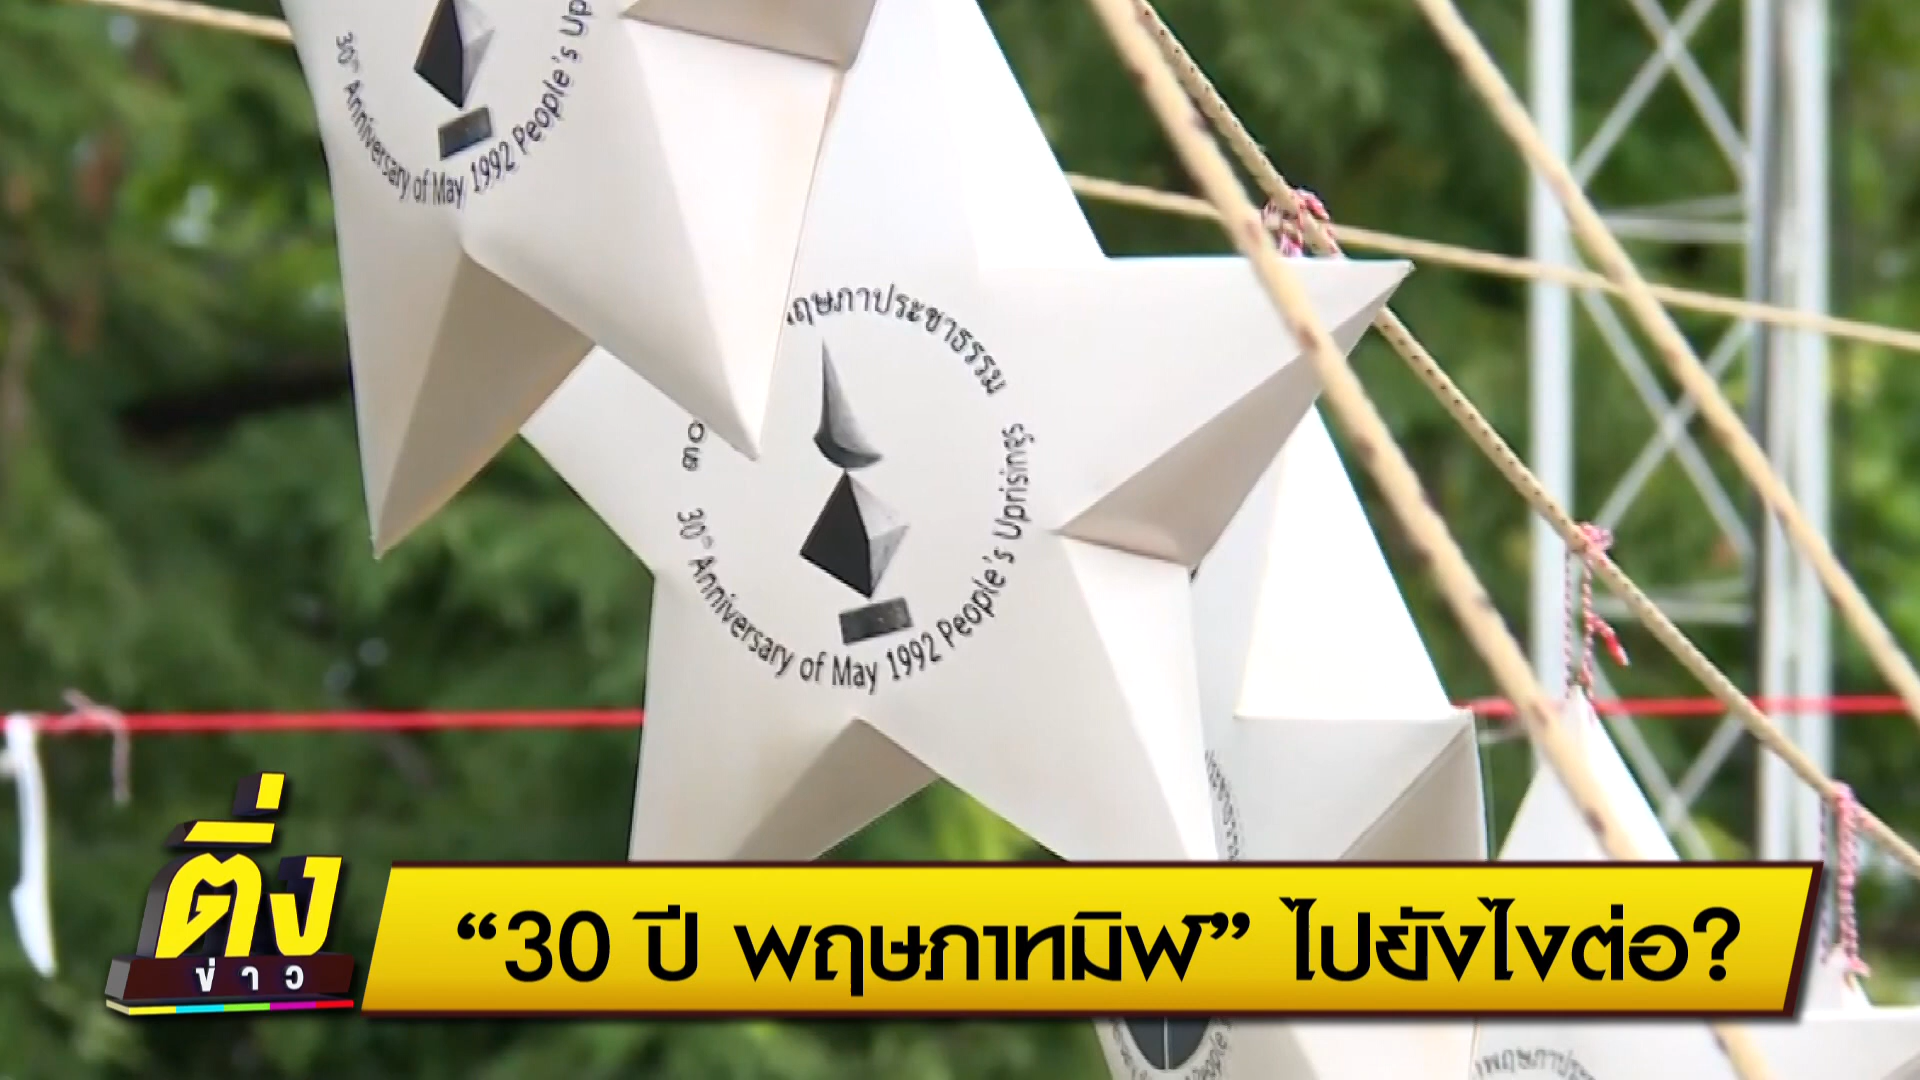 30th Anniversary of May 1992 People's Up
พฤษภาประชาธรรม
30th Anniversary of May 1992 People's Uprisings
ติ่ง
ข่าว
“30 ปี พฤษภาทมิฬ” ไปยังไงต่อ?
People's